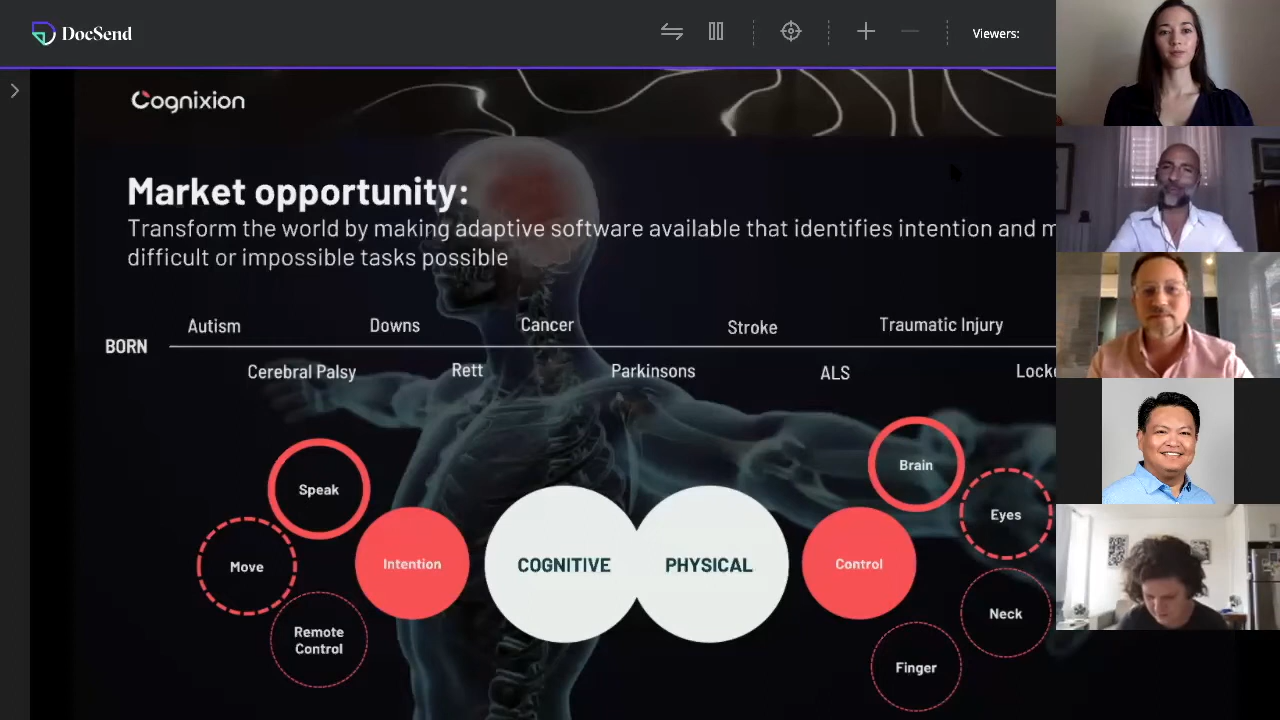 DocSend
Viewers:
Cognixion
Market opportunity:
Transform the world by making adaptive software available that identifies intention and
difficult or impossible tasks possible
Autism
Downs
Cancer
Stroke
Traumatic Injury
BORN
Cerebral Palsy
Rett
Parkinsons
ALS
Speak
Brain
Eyes
Move
Intention
COGNITIVE
PHYSICAL
Control
Neck
Remote
Control
Finger